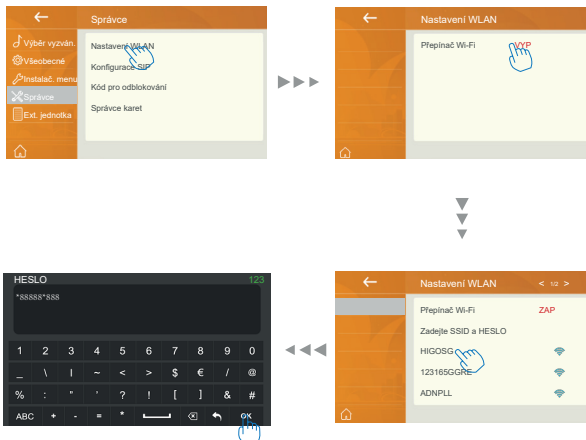 Správce
Výběr vyzván.
Všeobecné
Instalač. menu
Správce
Ext. jednotka
Nastavení WLAN
Konfigurace SIP
Kód pro odblokování
Správce karet
Nastavení WLAN
Přepínač Wi-Fi VYP
Nastavení WLAN < 1/2 >
Přepínač Wi-Fi ZAP
Zadejte SSID a HESLO
HIGOSG
123165GGRE
ADNPLL
HESLO 123
*88888*888
1 2 3 4 5 6 7 8 9 0
_ \ | ~ < > $ € / @
% : " ' ? ! [ ] & #
ABC + - = * OK